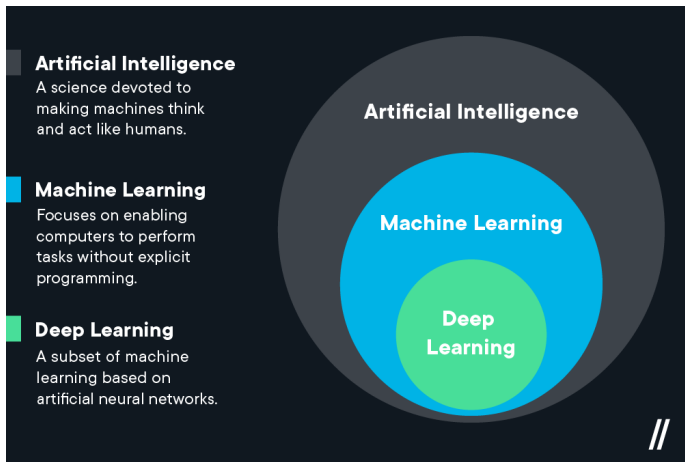 Artificial Intelligence
A science devoted to
making machines think
and act like humans.
Machine Learning
Focuses on enabling
computers to perform
tasks without explicit
programming.
Deep Learning
A subset of machine
learning based on
artificial neural networks.
Artificial Intelligence
Machine Learning
Deep
Learning